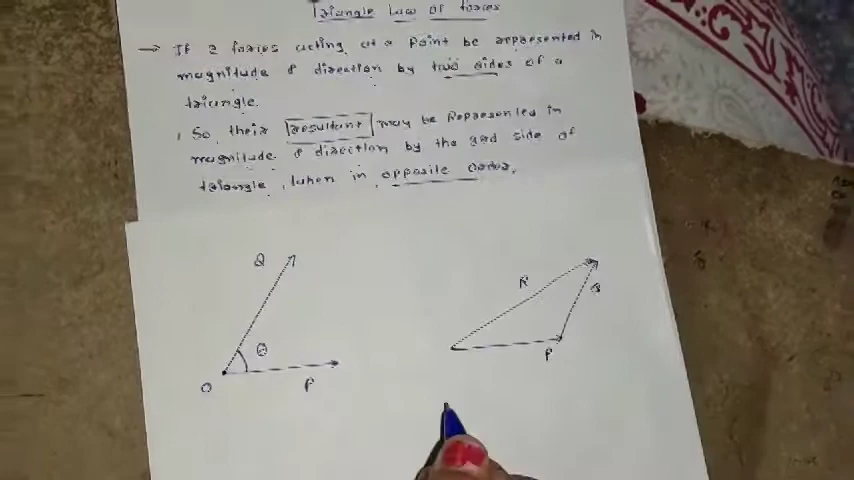 Triangle Law of forces
→ If 2 forces acting at a Point be represented in
magnitude & direction by two sides of a
triangle.
So their resultant may be Represented in
magnitude & direction by the 3rd side of
triangle, when in opposite order.
Q
R
Q
θ
P
O
P